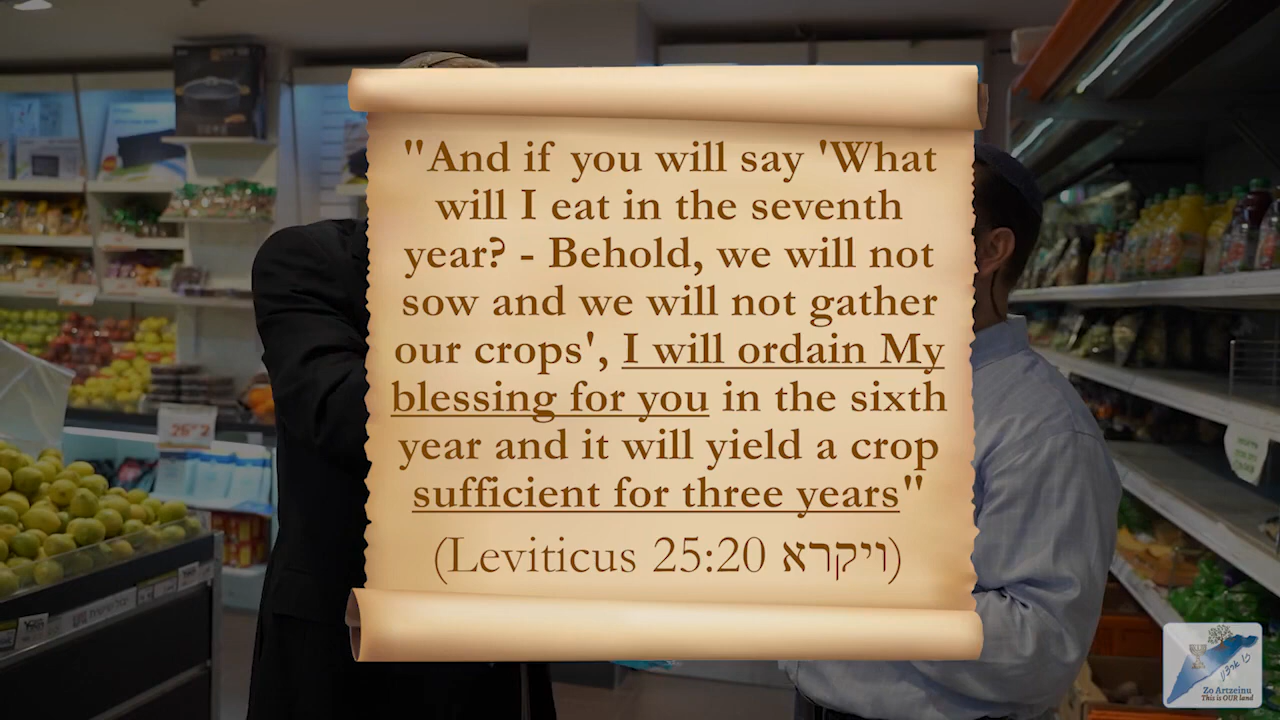 "And if you will say 'What
will I eat in the seventh
year? - Behold, we will not
sow and we will not gather
our crops', I will ordain My
blessing for you in the sixth
year and it will yield a crop
sufficient for three years"
(Leviticus 25:20 ויקרא)
זו ארצנו
Zo Artzeinu
This is OUR land